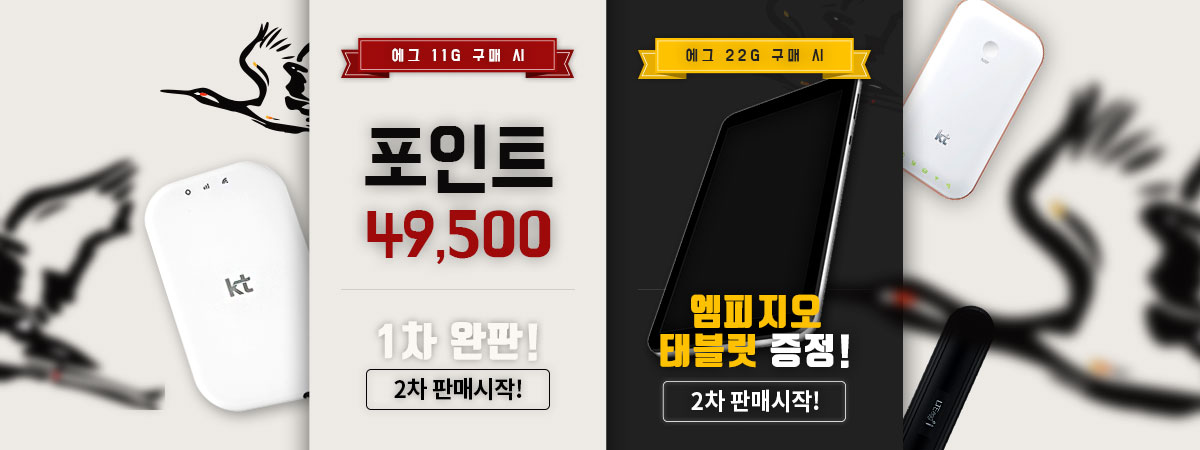 kt
에그 11G 구매 시
포인트
49,500
1차 완판!
2차 판매시작!
에그 22G 구매 시
엠피지오
태블릿 증정!
2차 판매시작!
kt